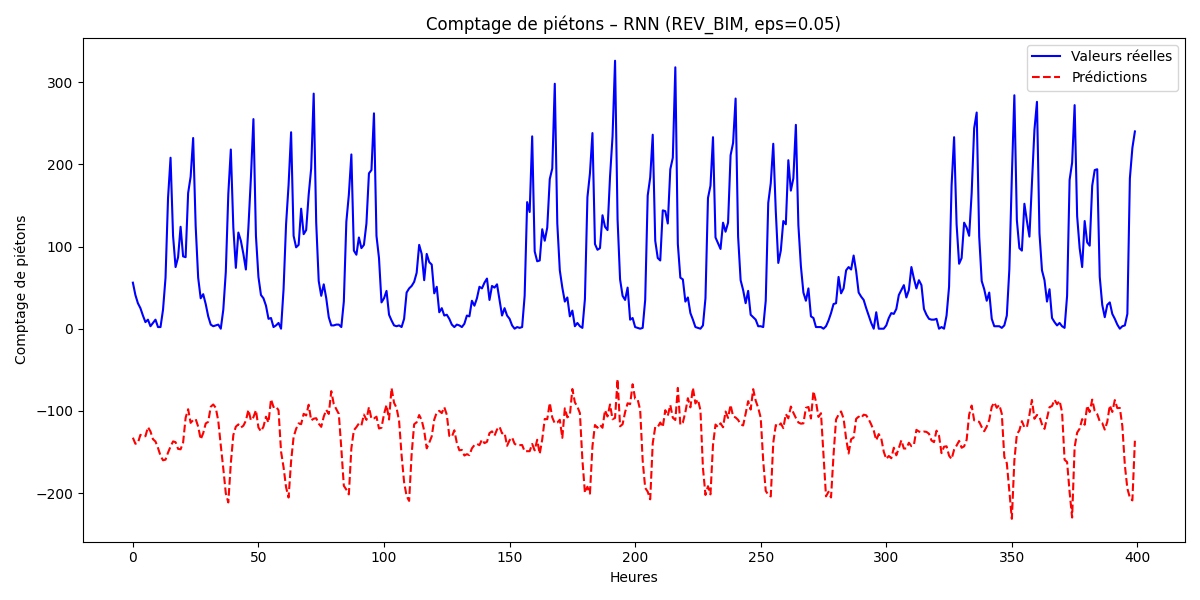 Comptage de piétons – RNN (REV_BIM, eps=0.05)
Valeurs réelles
Prédictions
Comptage de piétons
300
200
100
0
−100
−200
0 50 100 150 200 250 300 350 400
Heures